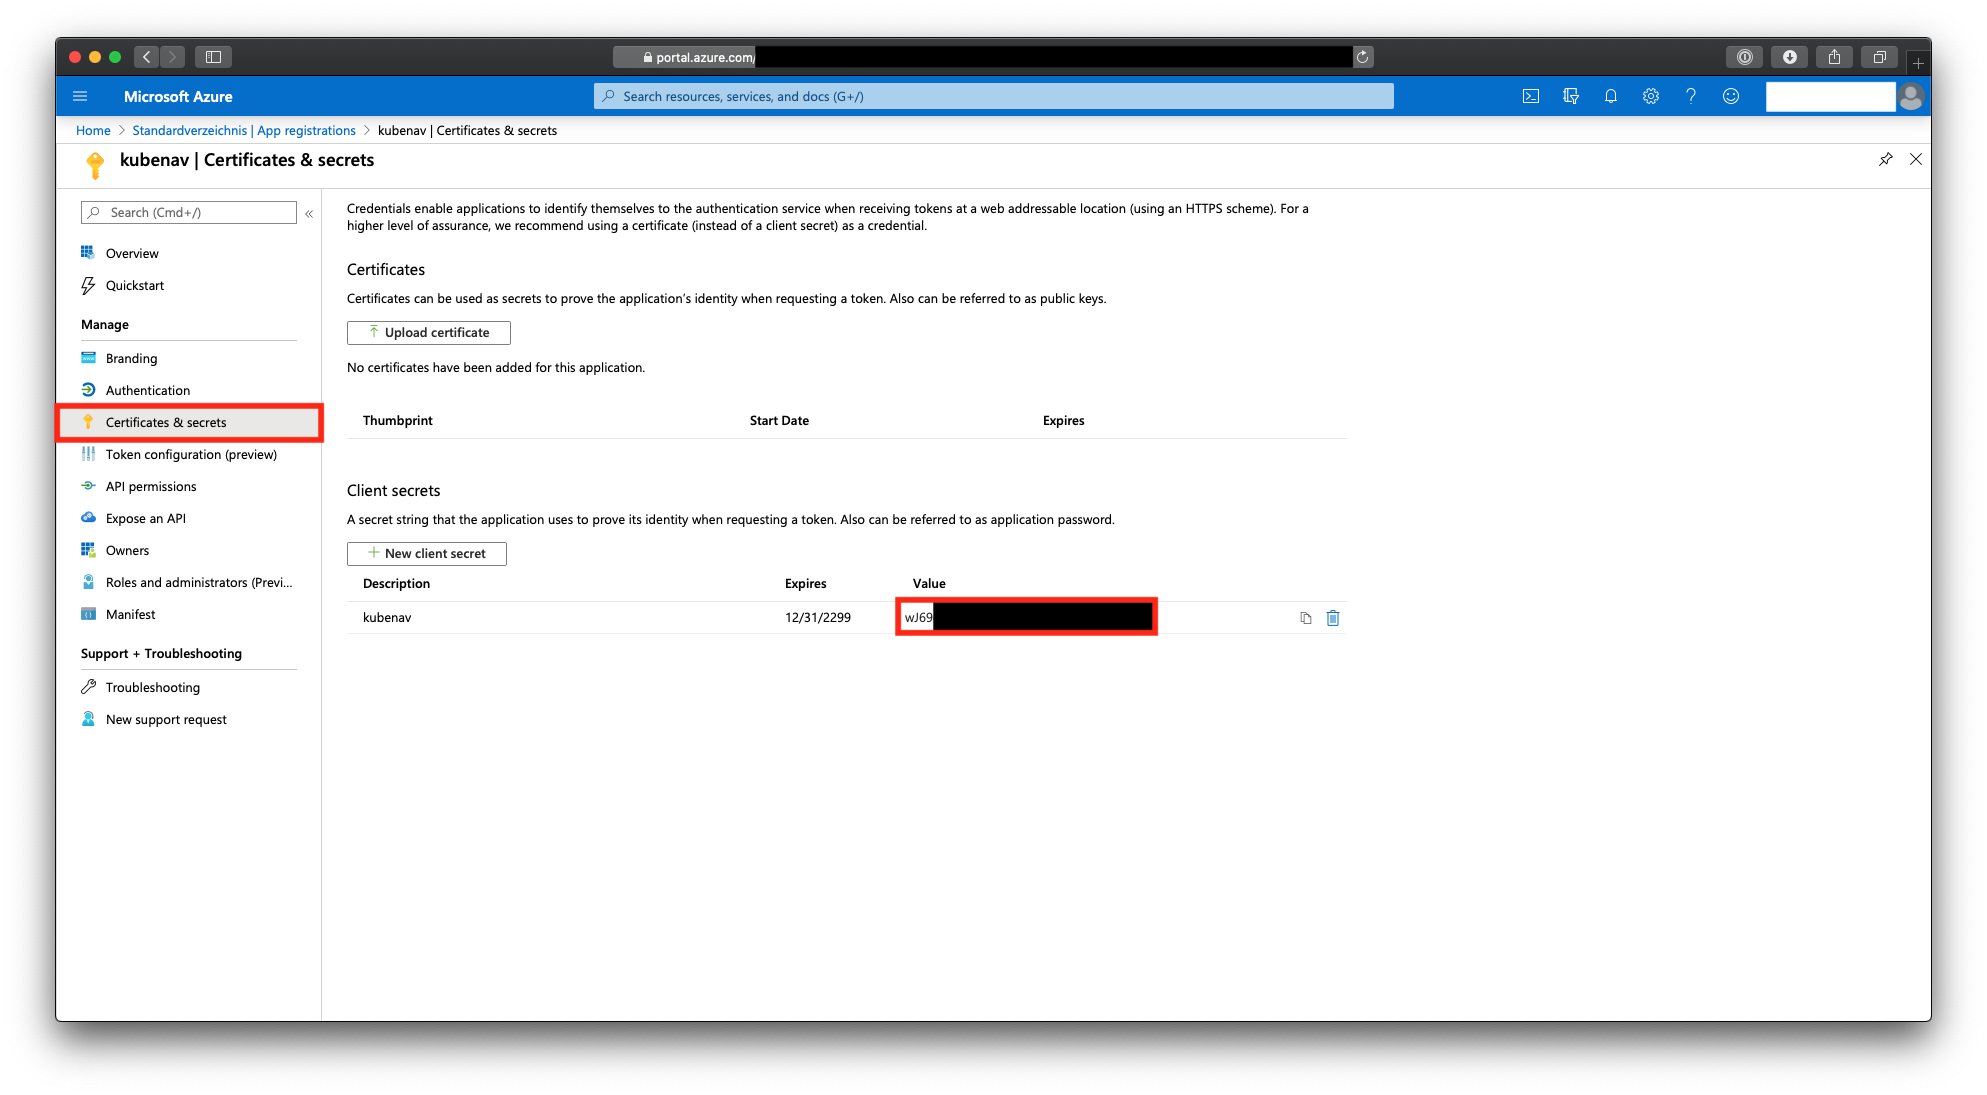 portal.azure.com/
Microsoft Azure
Search resources, services, and docs (G+/)
Home > Standardverzeichnis | App registrations > kubenav | Certificates & secrets
kubenav | Certificates & secrets
Search (Cmd+/)
«
Overview
Quickstart
Manage
Branding
Authentication
Certificates & secrets
Token configuration (preview)
API permissions
Expose an API
Owners
Roles and administrators (Previ...
Manifest
Support + Troubleshooting
Troubleshooting
New support request
Credentials enable applications to identify themselves to the authentication service when receiving tokens at a web addressable location (using an HTTPS scheme). For a
higher level of assurance, we recommend using a certificate (instead of a client secret) as a credential.
Certificates
Certificates can be used as secrets to prove the application's identity when requesting a token. Also can be referred to as public keys.
Upload certificate
No certificates have been added for this application.
Thumbprint Start Date Expires
Client secrets
A secret string that the application uses to prove its identity when requesting a token. Also can be referred to as application password.
New client secret
Description Expires Value
kubenav 12/31/2299 wJ69